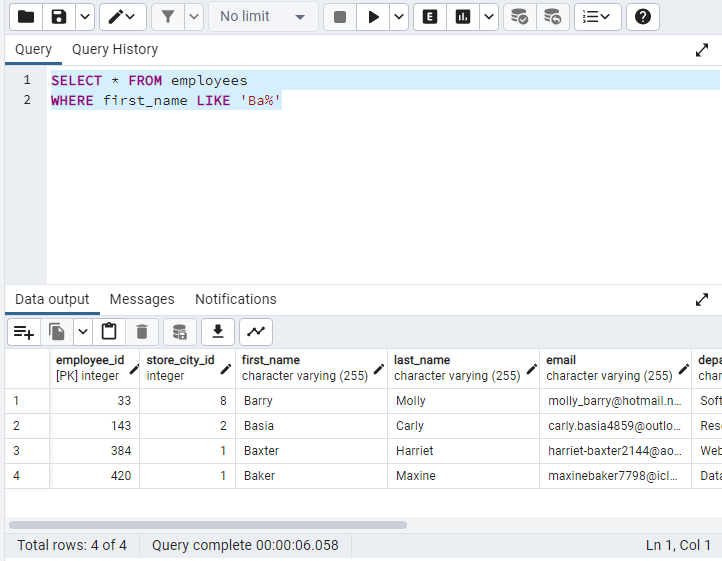 No limit
E
Query Query History
1 SELECT * FROM employees
2 WHERE first_name LIKE 'Ba%'
Data output Messages Notifications
employee_id store_city_id first_name last_name email depa
[PK] integer integer character varying (255) character varying (255) character varying (255) char
1 33 8 Barry Molly molly_barry@hotmail.n... Soft
2 143 2 Basia Carly carly.basia4859@outlo... Res
3 384 1 Baxter Harriet harriet-baxter2144@ao... Web
4 420 1 Baker Maxine maxinebaker7798@icl... Data
Total rows: 4 of 4 Query complete 00:00:06.058 Ln 1, Col 1